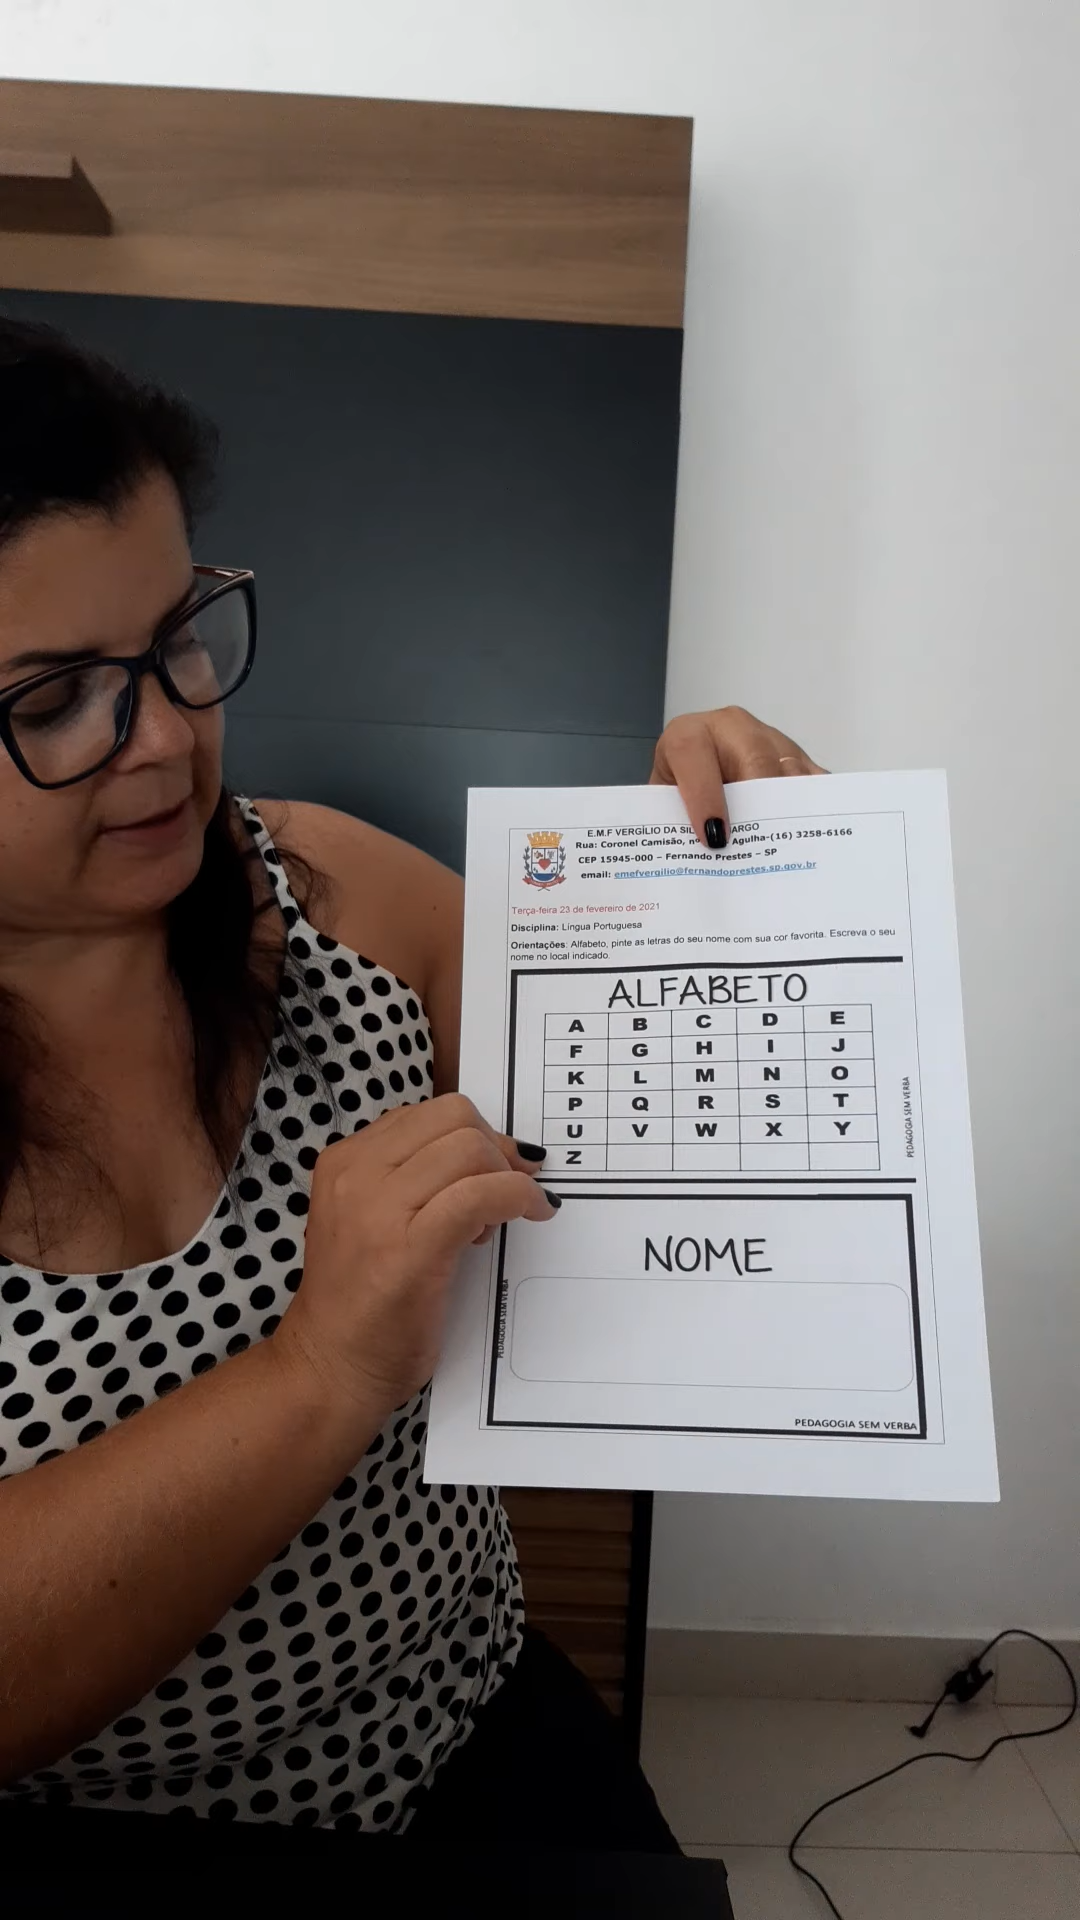 E.M.F VERGÍLIO DA SIL ARGO
Rua: Coronel Camisão, nº Agulha-(16) 3258-6166
CEP 15945-000 – Fernando Prestes – SP
email: emefvergilio@fernandoprestes.sp.gov.br
Terça-feira 23 de fevereiro de 2021
Disciplina: Língua Portuguesa
Orientações: Alfabeto, pinte as letras do seu nome com sua cor favorita. Escreva o seu
nome no local indicado.
ALFABETO
A B C D E
F G H I J
K L M N O
P Q R S T
U V W X Y
Z
PEDAGOGIA SEM VERBA
NOME
PEDAGOGIA SEM VERBA
PEDAGOGIA SEM VERBA